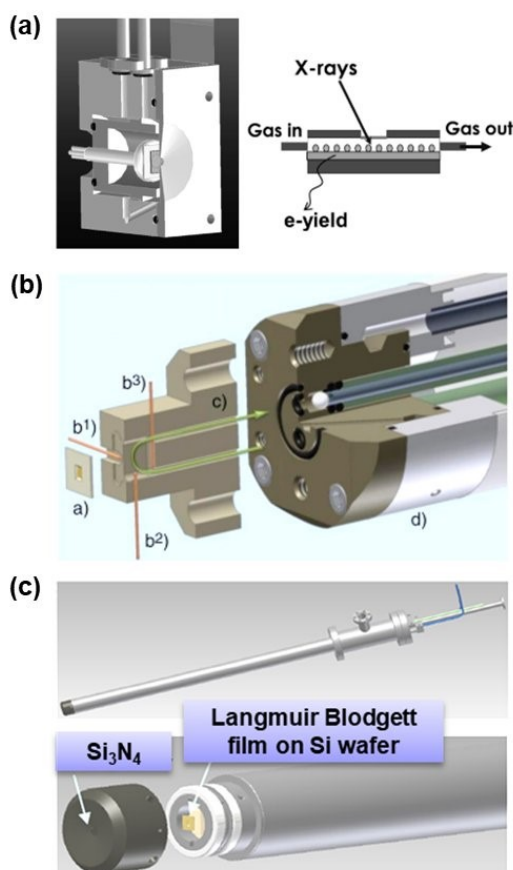 (a)
X-rays
Gas in
Gas out
e-yield
(b)
b³)
c)
b¹)
a)
b²)
d)
(c)
Langmuir Blodgett
film on Si wafer
Si₃N₄